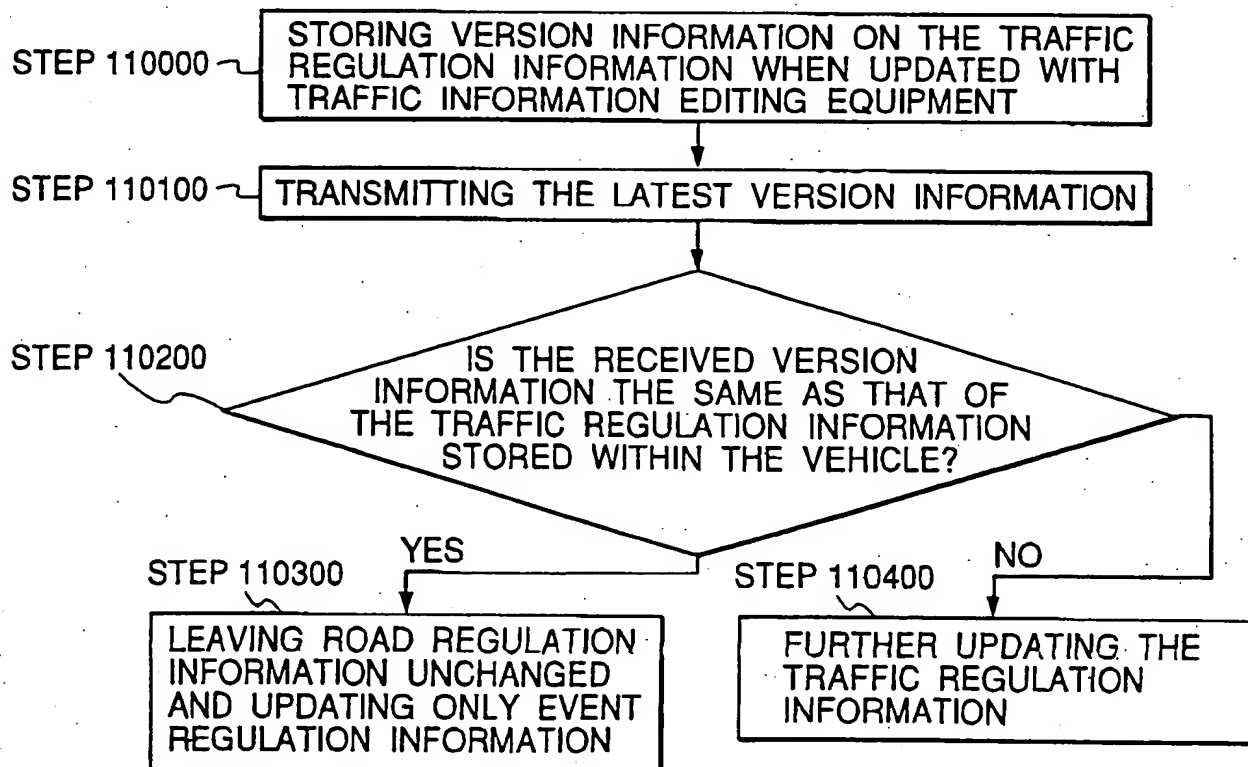 STEP 110000
STORING VERSION INFORMATION ON THE TRAFFIC
REGULATION INFORMATION WHEN UPDATED WITH
TRAFFIC INFORMATION EDITING EQUIPMENT
STEP 110100
TRANSMITTING THE LATEST VERSION INFORMATION
STEP 110200
IS THE RECEIVED VERSION
INFORMATION THE SAME AS THAT OF
THE TRAFFIC REGULATION INFORMATION
STORED WITHIN THE VEHICLE?
YES
NO
STEP 110300
LEAVING ROAD REGULATION
INFORMATION UNCHANGED
AND UPDATING ONLY EVENT
REGULATION INFORMATION
STEP 110400
FURTHER UPDATING THE
TRAFFIC REGULATION
INFORMATION